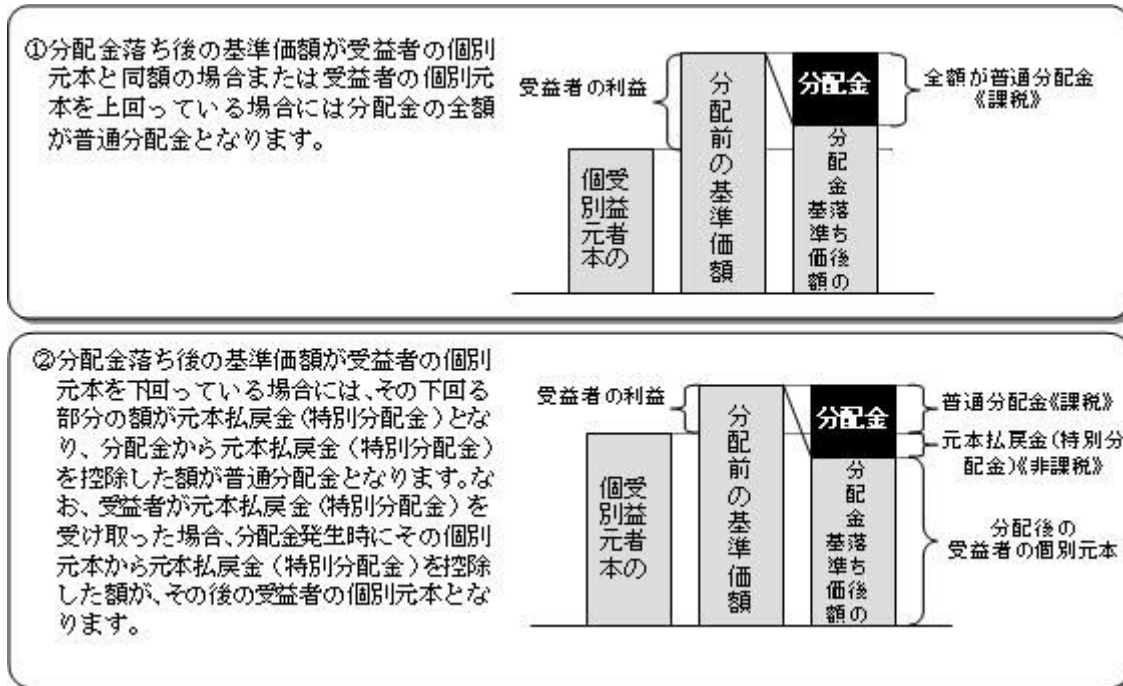 ①分配金落ち後の基準価額が受益者の個別
元本と同額の場合または受益者の個別元
本を上回っている場合には分配金の全額
が普通分配金となります。
受益者の利益
個別元本
受益者の
分配前の基準価額
分配金
分配金
基準価額
落ち後の
全額が普通分配金
《課税》
②分配金落ち後の基準価額が受益者の個別
元本を下回っている場合には、その下回る
部分の額が元本払戻金(特別分配金)とな
り、分配金から元本払戻金(特別分配金)
を控除した額が普通分配金となります。な
お、受益者が元本払戻金(特別分配金)を
受け取った場合、分配金発生時にその個別
元本から元本払戻金(特別分配金)を控除
した額が、その後の受益者の個別元本とな
ります。
受益者の利益
個別元本
受益者の
分配前の基準価額
分配金
分配金
基準価額
落ち後の
普通分配金《課税》
元本払戻金(特別分
配金)《非課税》
分配後の
受益者の個別元本